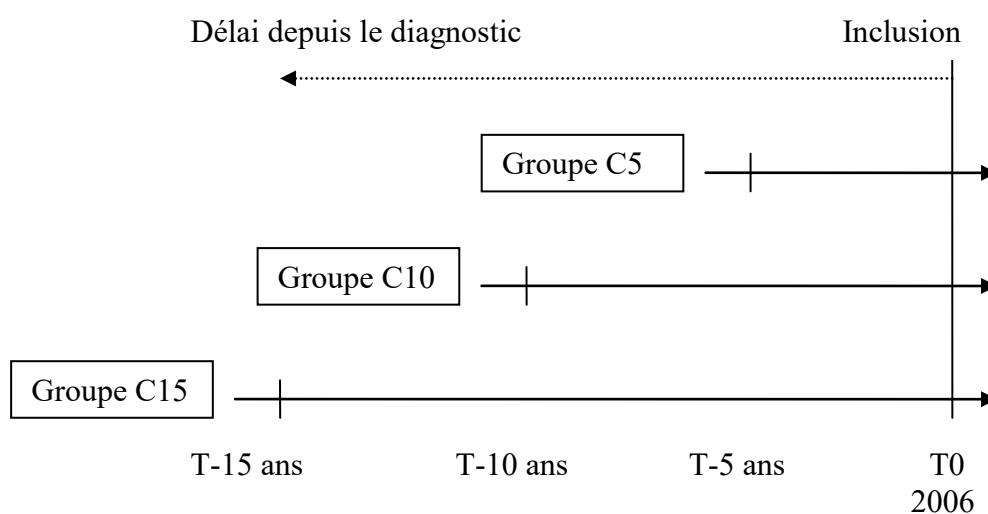 Délai depuis le diagnostic
Inclusion
Groupe C5
Groupe C10
Groupe C15
T-15 ans
T-10 ans
T-5 ans
T0
2006